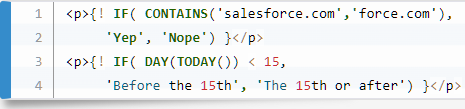 1 <p>{! IF( CONTAINS('salesforce.com','force.com'),
2 'Yep', 'Nope') }</p>
3 <p>{! IF( DAY(TODAY()) < 15,
4 'Before the 15th', 'The 15th or after') }</p>